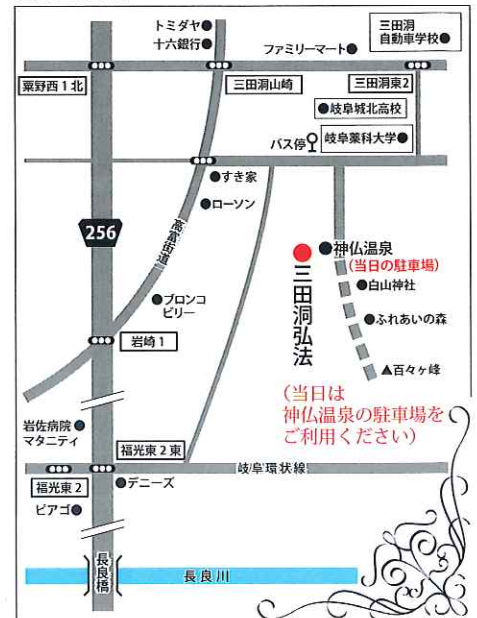 トミダヤ
十六銀行
ファミリーマート
三田洞
自動車学校
粟野西1北
三田洞山崎
三田洞東2
岐阜城北高校
バス停
岐阜薬科大学
すき家
ローソン
256
高富街道
神仏温泉
(当日の駐車場)
三田洞弘法
白山神社
ブロンコ
ビリー
ふれあいの森
岩崎1
▲百々ヶ峰
(当日は
神仏温泉の駐車場を
ご利用ください)
岩佐病院
マタニティ
福光東2東
岐阜環状線
福光東2
デニーズ
ピアゴ
長良橋
長良川